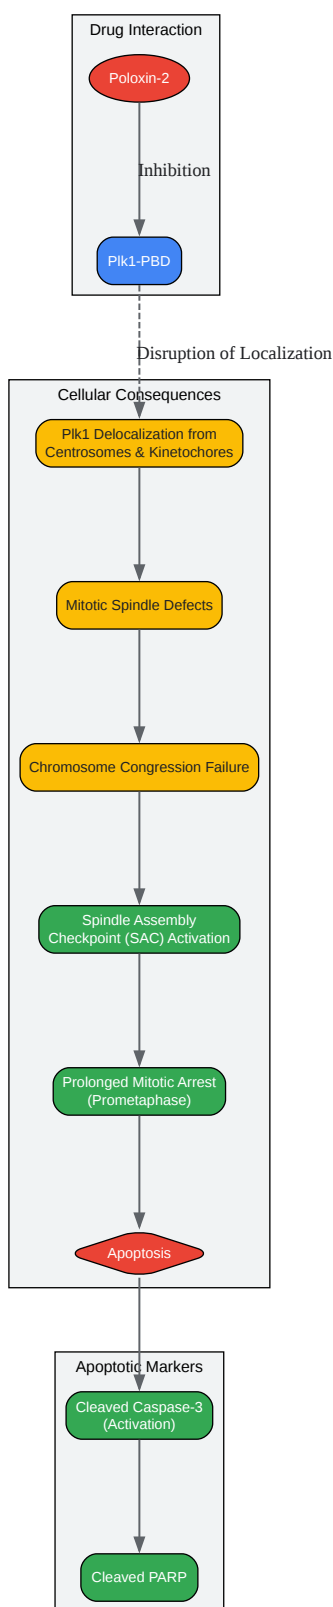 Drug Interaction
Poloxin-2
Inhibition
Plk1-PBD
Disruption of Localization
Cellular Consequences
Plk1 Delocalization from
Centrosomes & Kinetochores
Mitotic Spindle Defects
Chromosome Congression Failure
Spindle Assembly
Checkpoint (SAC) Activation
Prolonged Mitotic Arrest
(Prometaphase)
Apoptosis
Apoptotic Markers
Cleaved Caspase-3
(Activation)
Cleaved PARP